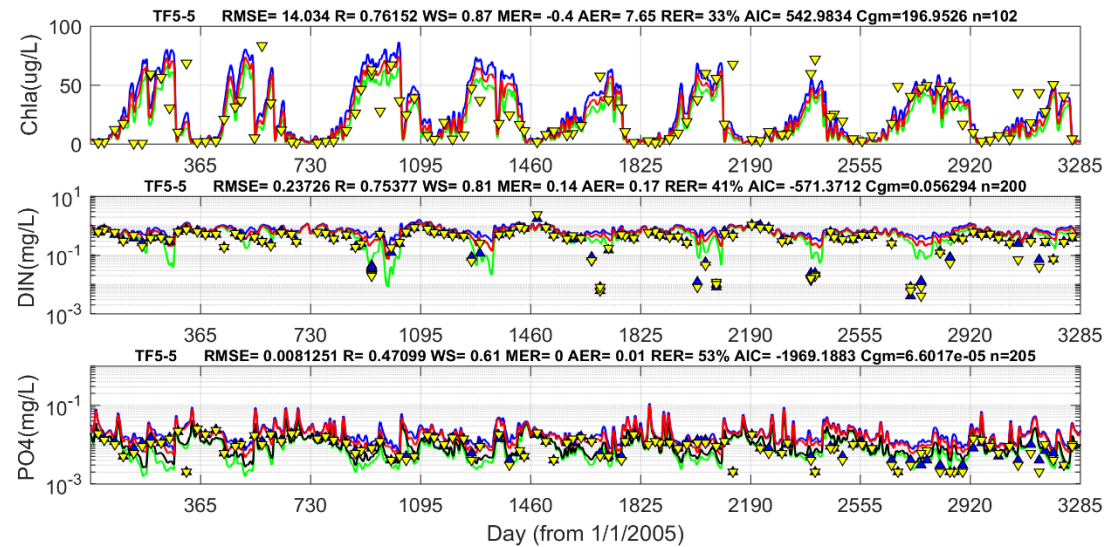 TF5-5 RMSE= 14.034 R= 0.76152 WS= 0.87 MER= -0.4 AER= 7.65 RER= 33% AIC= 542.9834 Cgm=196.9526 n=102
100
50
0
Chla(ug/L)
365 730 1095 1460 1825 2190 2555 2920 3285
TF5-5 RMSE= 0.23726 R= 0.75377 WS= 0.81 MER= 0.14 AER= 0.17 RER= 41% AIC= -571.3712 Cgm=0.056294 n=200
10^1
10^-1
10^-3
DIN(mg/L)
365 730 1095 1460 1825 2190 2555 2920 3285
TF5-5 RMSE= 0.0081251 R= 0.47099 WS= 0.61 MER= 0 AER= 0.01 RER= 53% AIC= -1969.1883 Cgm=6.6017e-05 n=205
10^-1
10^-3
PO4(mg/L)
365 730 1095 1460 1825 2190 2555 2920 3285
Day (from 1/1/2005)